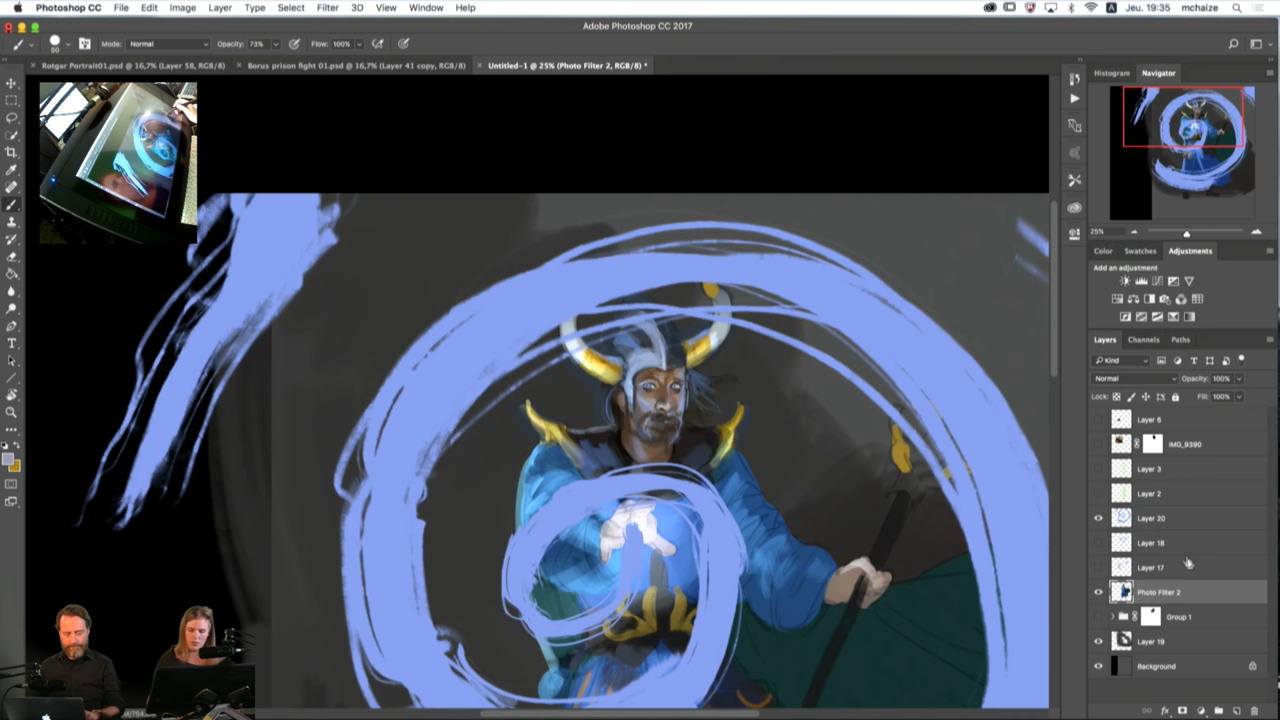 Photoshop CC File Edit Image Layer Type Select Filter 3D View Window Help A Jeu. 19:35 mchaize
Adobe Photoshop CC 2017
50 Mode: Normal Opacity: 73% Flow: 100%
× Rotgar Portrait01.psd @ 16,7% (Layer 58, RGB/8) × Borus prison fight 01.psd @ 16,7% (Layer 41 copy, RGB/8) × Untitled-1 @ 25% (Photo Filter 2, RGB/8) *
Histogram Navigator
25%
Color Swatches Adjustments
Add an adjustment
Layers Channels Paths
Kind
Normal Opacity: 100%
Lock: Fill: 100%
Layer 6
IMG_9390
Layer 3
Layer 2
Layer 20
Layer 18
Layer 17
Photo Filter 2
Group 1
Layer 19
Background
fx